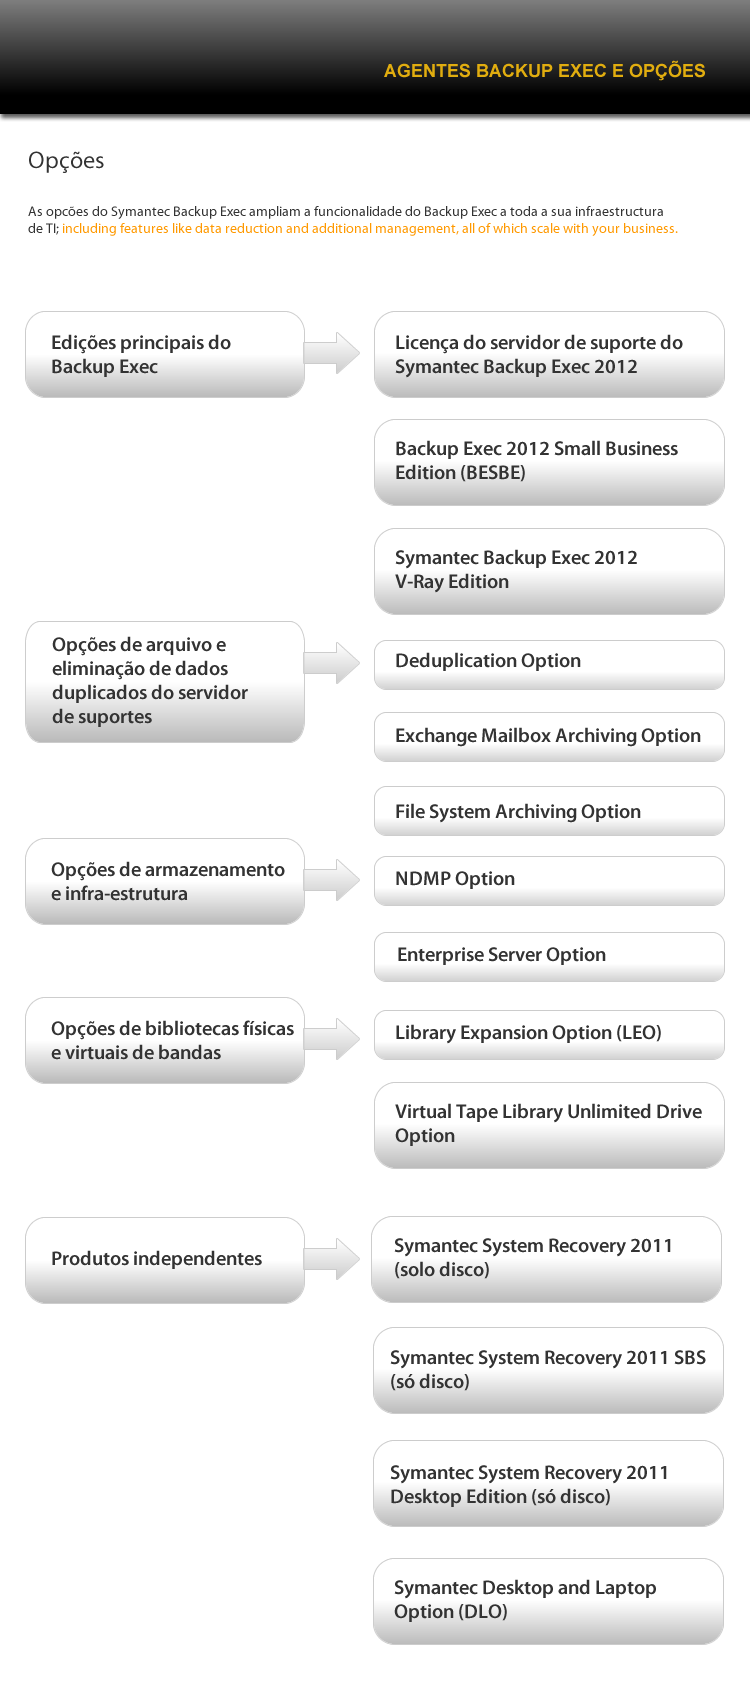 AGENTES BACKUP EXEC E OPÇÕES
Opções
As opcões do Symantec Backup Exec ampliam a funcionalidade do Backup Exec a toda a sua infraestructura
de TI; including features like data reduction and additional management, all of which scale with your business.
Edições principais do
Backup Exec
Licença do servidor de suporte do
Symantec Backup Exec 2012
Backup Exec 2012 Small Business
Edition (BESBE)
Symantec Backup Exec 2012
V-Ray Edition
Opções de arquivo e
eliminação de dados
duplicados do servidor
de suportes
Deduplication Option
Exchange Mailbox Archiving Option
File System Archiving Option
Opções de armazenamento
e infra-estrutura
NDMP Option
Enterprise Server Option
Opções de bibliotecas físicas
e virtuais de bandas
Library Expansion Option (LEO)
Virtual Tape Library Unlimited Drive
Option
Produtos independentes
Symantec System Recovery 2011
(solo disco)
Symantec System Recovery 2011 SBS
(só disco)
Symantec System Recovery 2011
Desktop Edition (só disco)
Symantec Desktop and Laptop
Option (DLO)